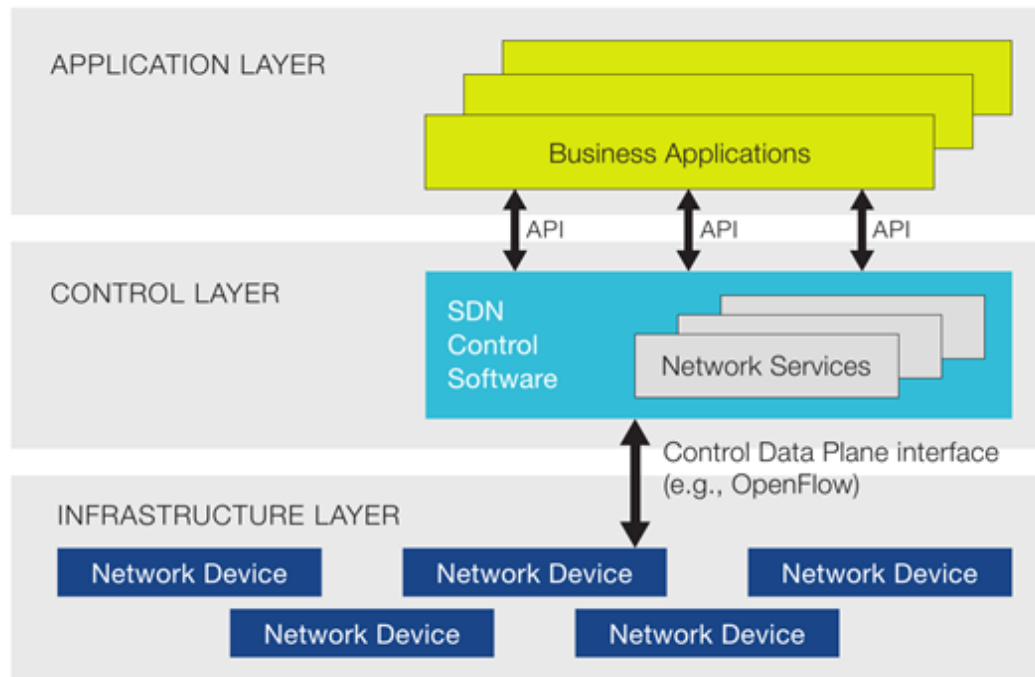 APPLICATION LAYER
Business Applications
API
API
API
CONTROL LAYER
SDN
Control
Software
Network Services
Control Data Plane interface
(e.g., OpenFlow)
INFRASTRUCTURE LAYER
Network Device
Network Device
Network Device
Network Device
Network Device